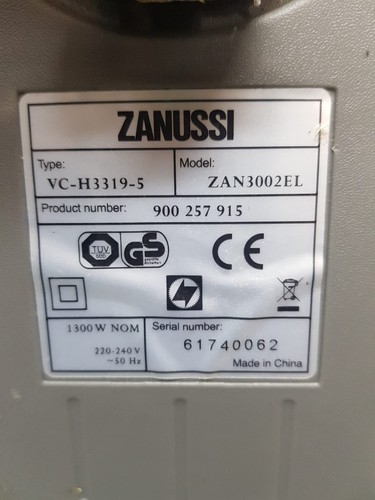 ZANUSSI
Type:
VC-H3319-5
Model:
ZAN3002EL
Product number: 900 257 915
TÜV
GS
CE
1300 W NOM
220-240 V
~50 Hz
Serial number:
61740062
Made in China